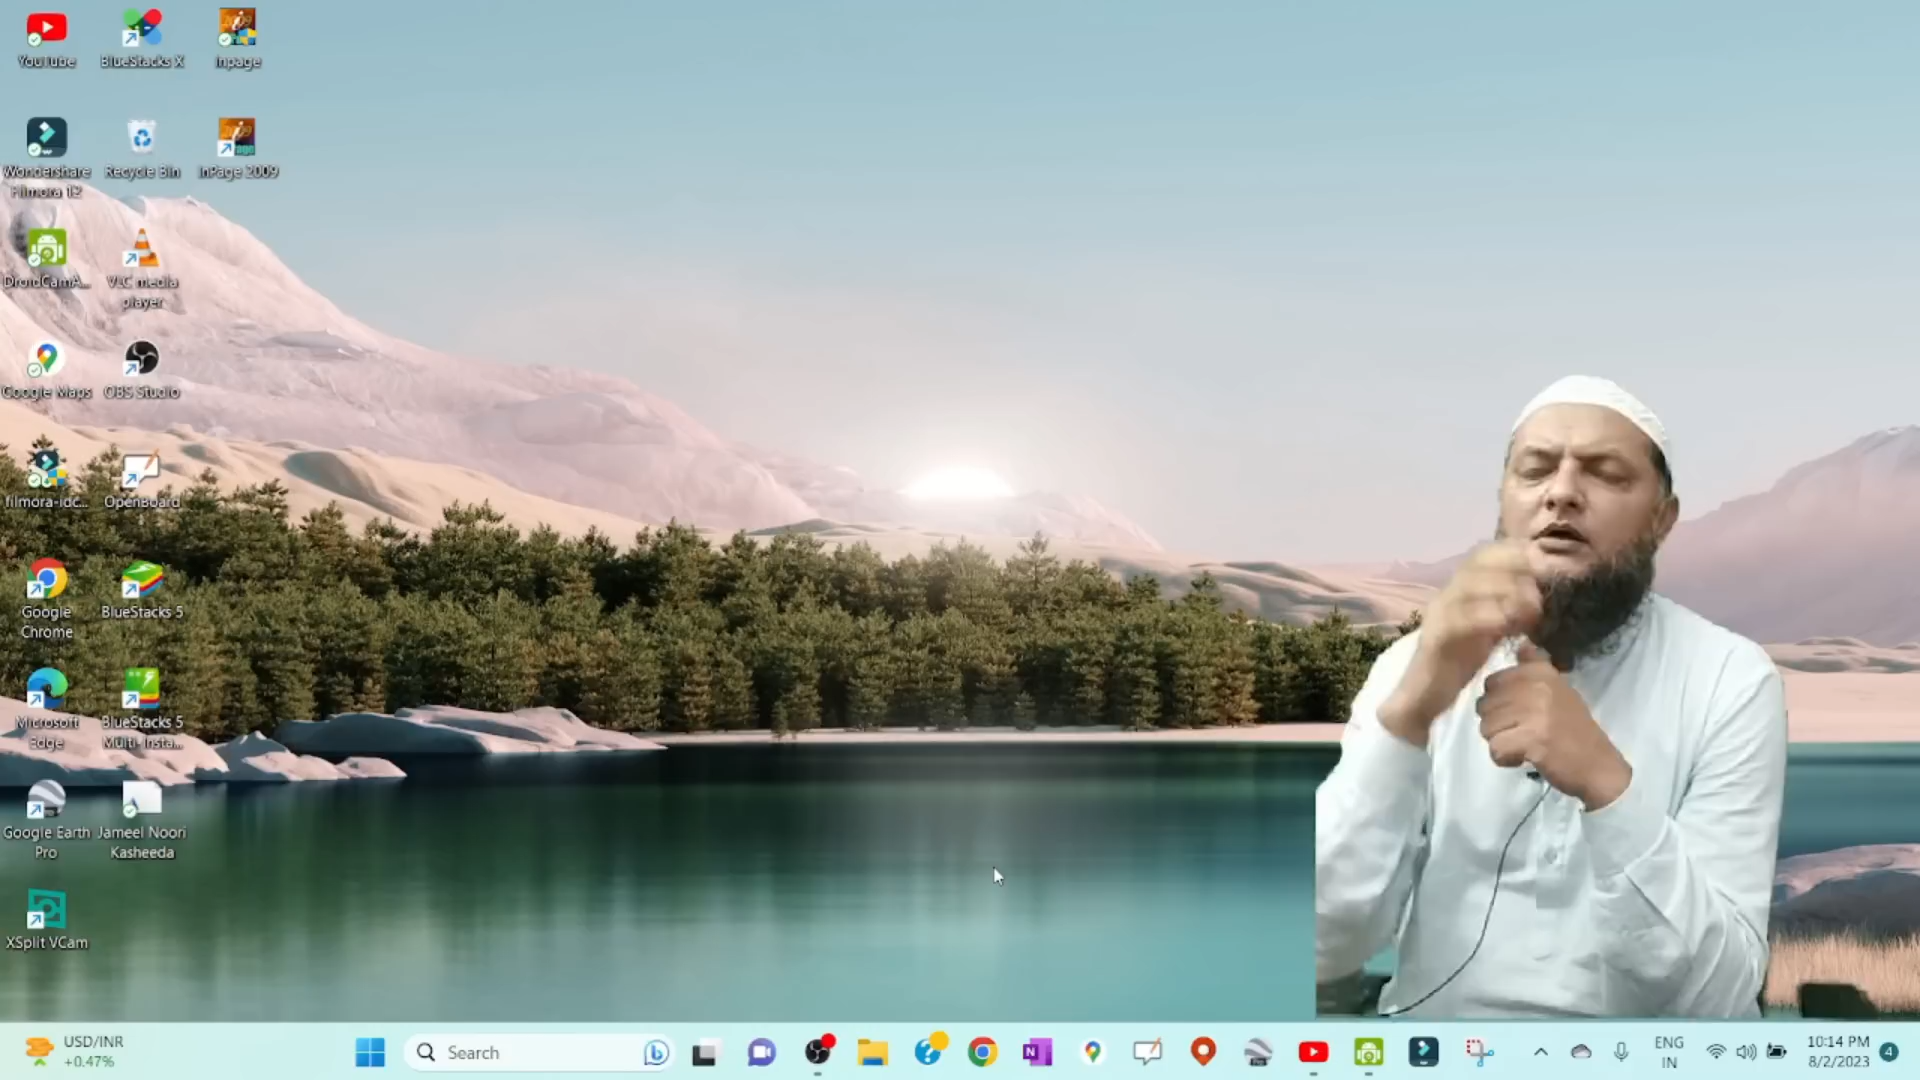 YouTube
BlueStacks X
Inpage
Wondershare
Filmora 12
Recycle Bin
InPage 2009
DroidCamA...
VLC media
player
Google Maps
OBS Studio
filmora-idc...
OpenBoard
Google
Chrome
BlueStacks 5
Microsoft
Edge
BlueStacks 5
Multi- Insta...
Google Earth
Pro
Jameel Noori
Kasheeda
XSplit VCam
USD/INR
+0.47%
Search
ENG
IN
10:14 PM
8/2/2023
4